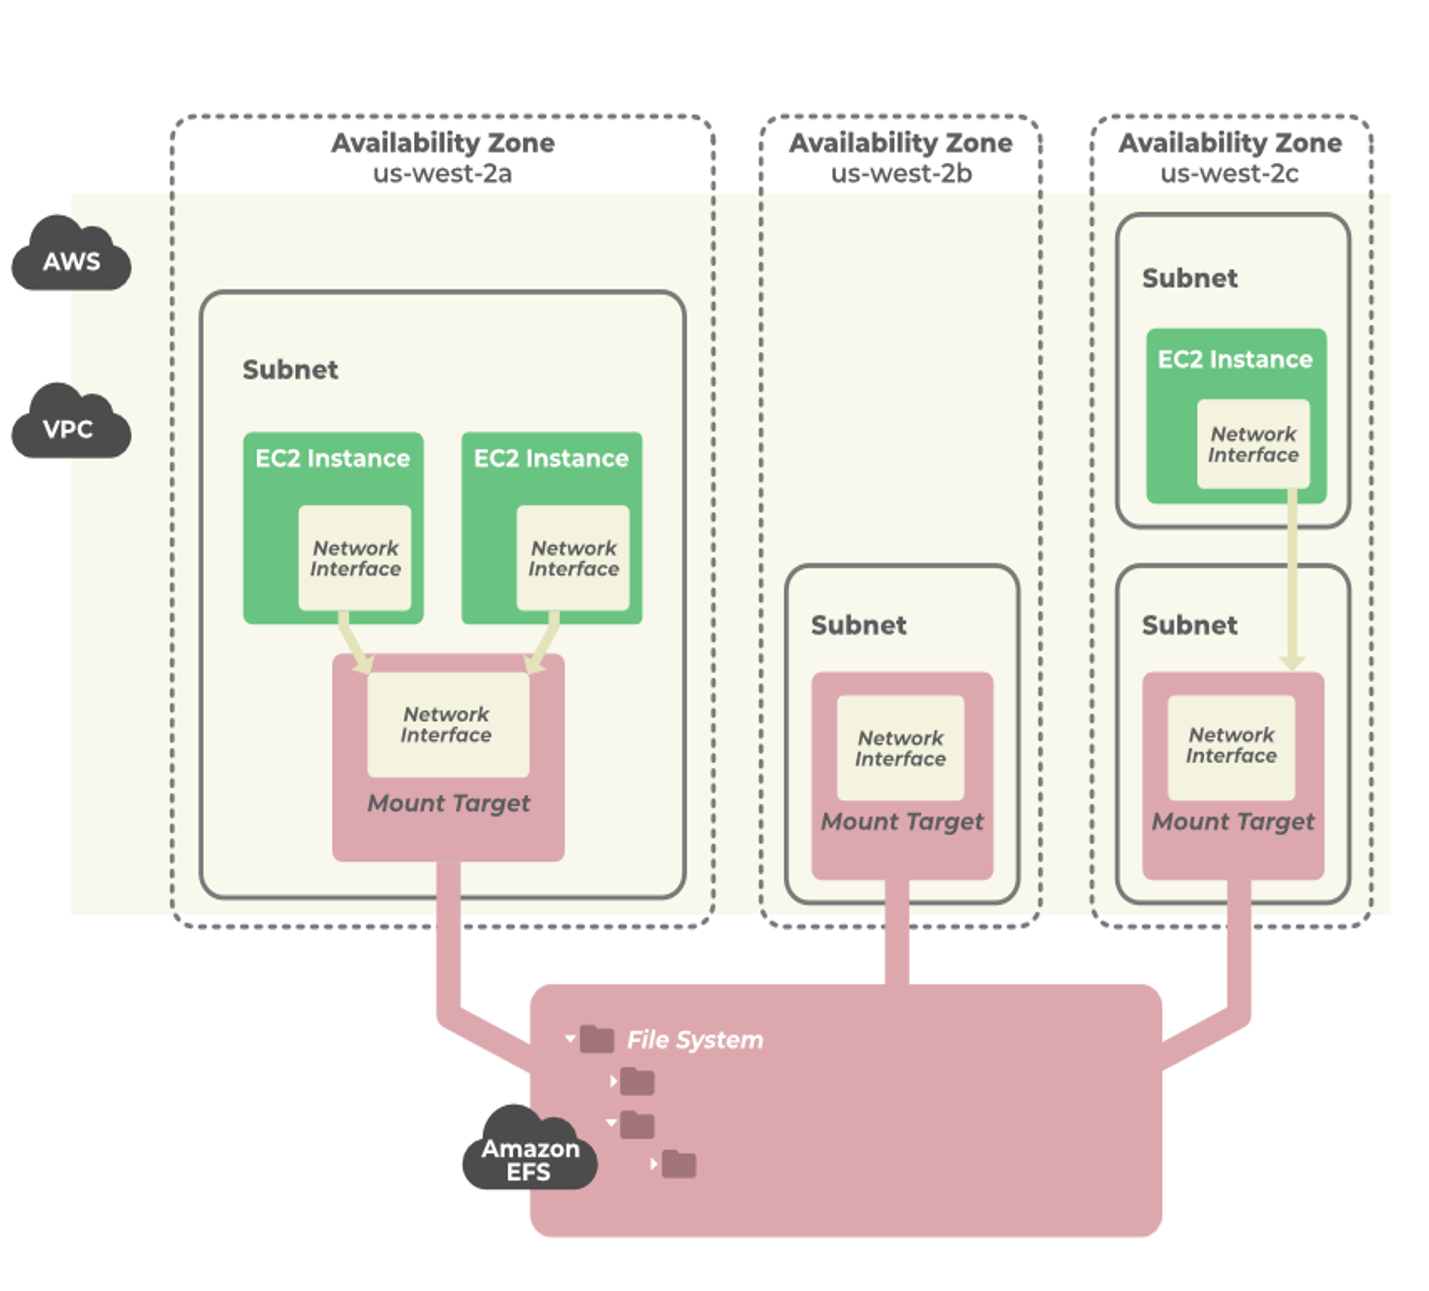 Availability Zone
us-west-2a
Availability Zone
us-west-2b
Availability Zone
us-west-2c
AWS
VPC
Subnet
EC2 Instance
Network
Interface
EC2 Instance
Network
Interface
Network
Interface
Mount Target
Subnet
Network
Interface
Mount Target
Subnet
EC2 Instance
Network
Interface
Subnet
Network
Interface
Mount Target
File System
Amazon
EFS